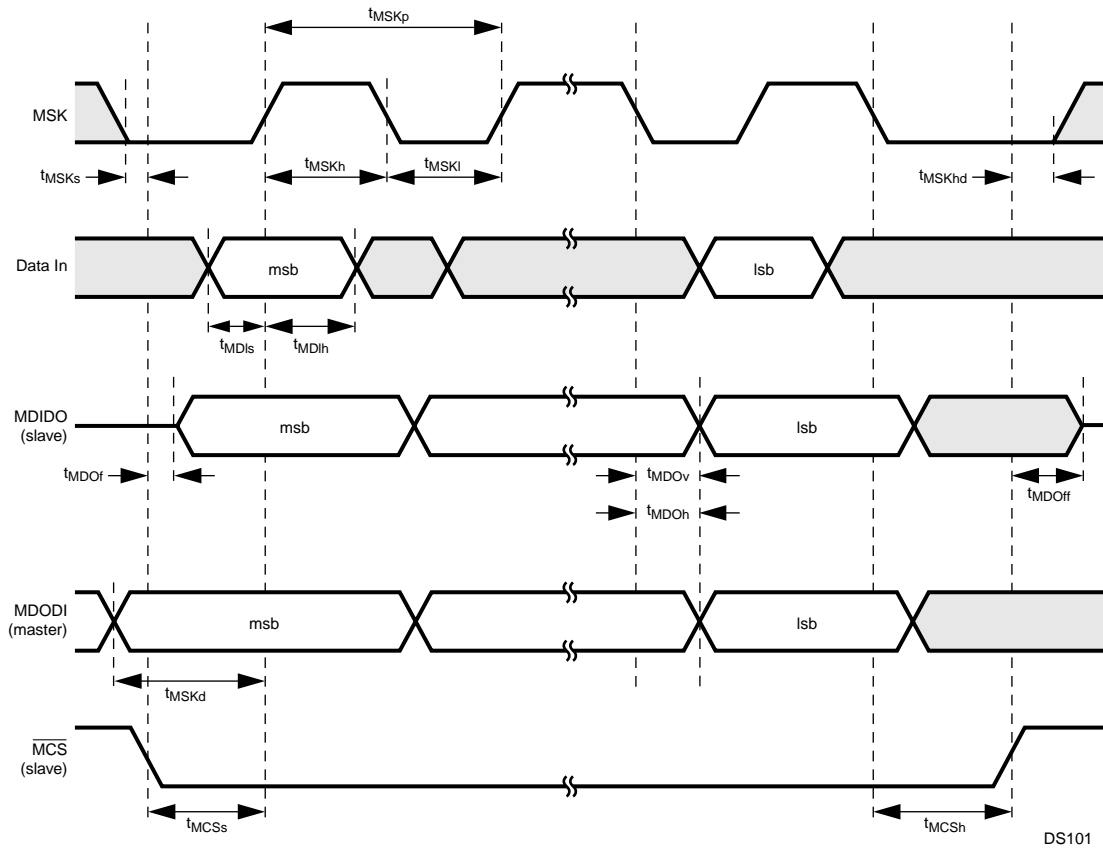 tMSKp
MSK
tMSKs
tMSKh
tMSKl
tMSKhd
Data In
msb
lsb
tMDIs
tMDIh
MDIDO
(slave)
msb
lsb
tMDOf
tMDOv
tMDOff
tMDOh
MDODI
(master)
msb
lsb
tMSKd
MCS
(slave)
tMCSs
tMCSh
DS101